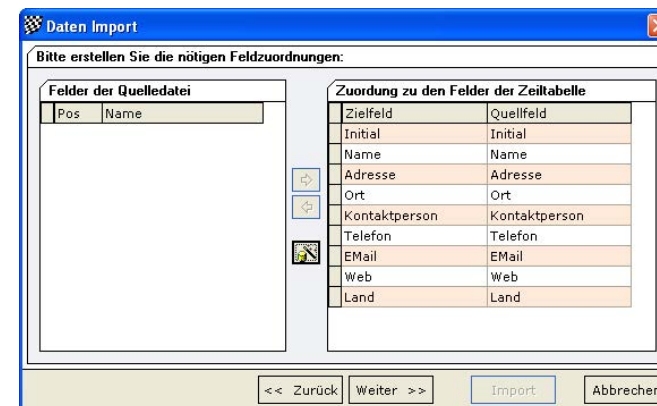 Daten Import
Bitte erstellen Sie die nötigen Feldzuordnungen:
Felder der Quelledatei
Pos Name
Zuordung zu den Felder der Zeiltabelle
Zielfeld Quellfeld
Initial Initial
Name Name
Adresse Adresse
Ort Ort
Kontaktperson Kontaktperson
Telefon Telefon
EMail EMail
Web Web
Land Land
<< Zurück Weiter >> Import Abbrechen